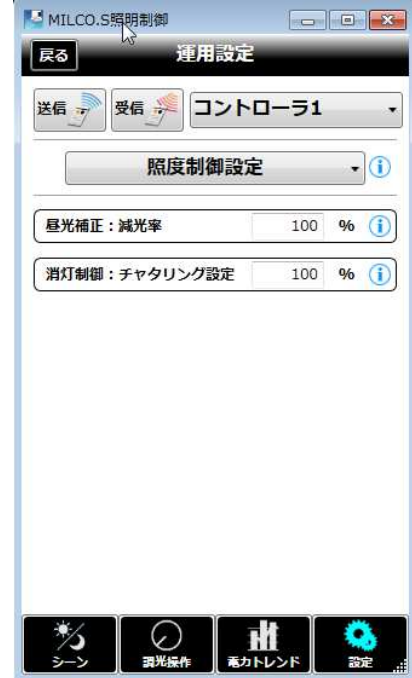 MILCO.S照明制御
戻る 運用設定
送信 受信 コントローラ1
照度制御設定
昼光補正：減光率 100 %
消灯制御：チャタリング設定 100 %
シーン 調光操作 電力トレンド 設定